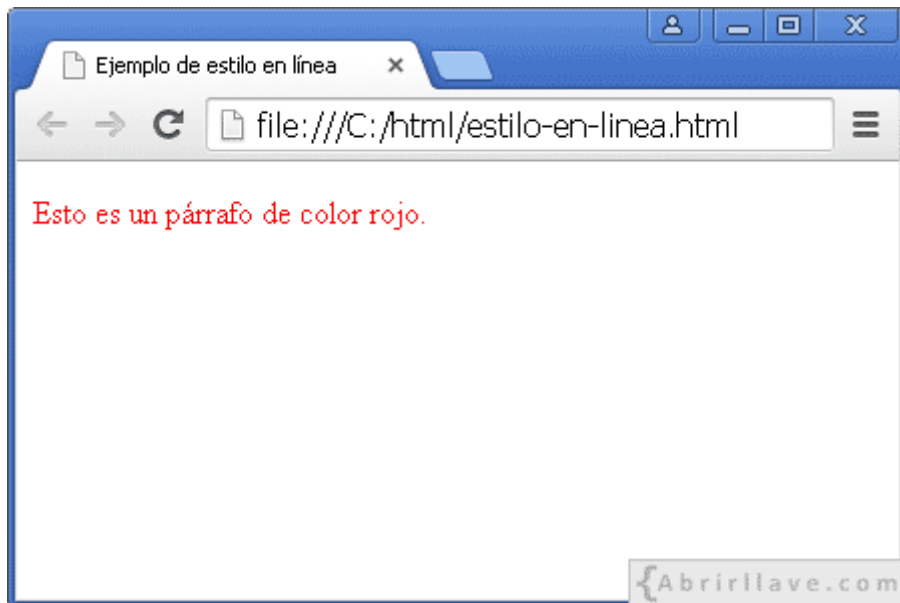 Ejemplo de estilo en línea
file:///C:/html/estilo-en-linea.html
Esto es un párrafo de color rojo.
{Abrirllave.com